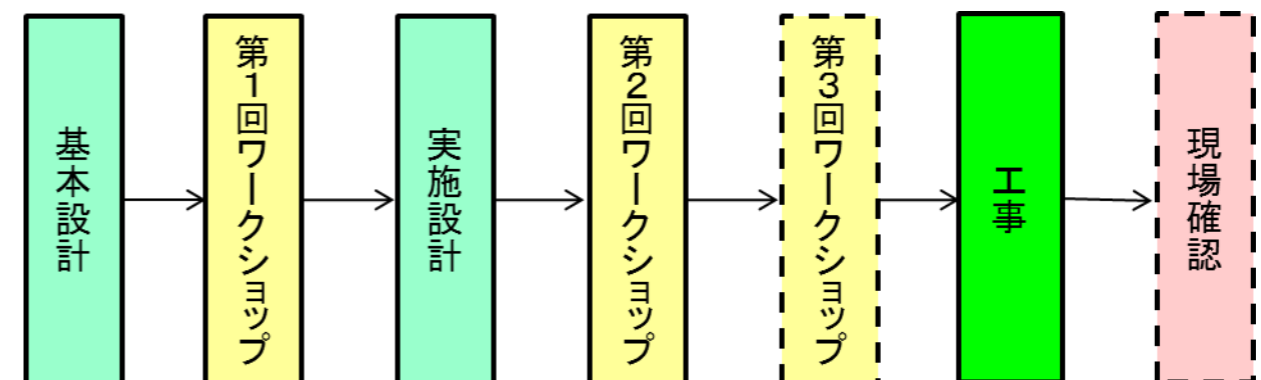 基本設計
第1回ワークショップ
実施設計
第2回ワークショップ
第3回ワークショップ
工事
現場確認